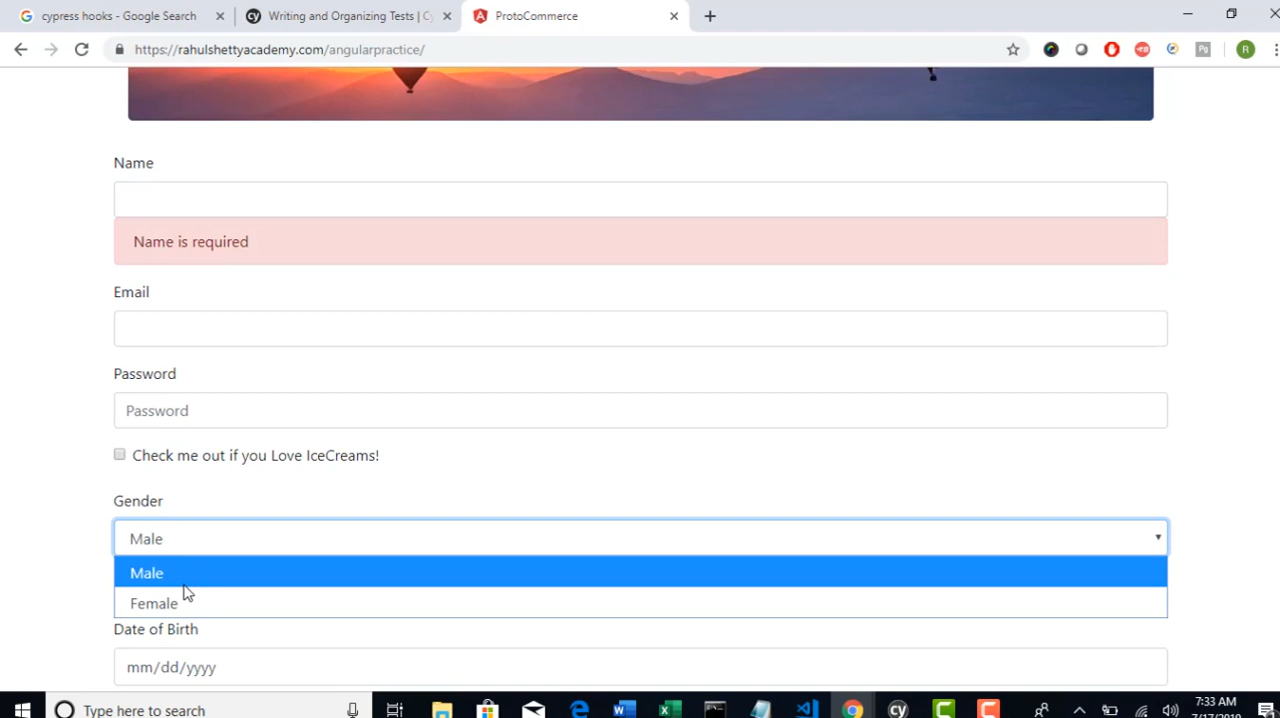 cypress hooks - Google Search
Writing and Organizing Tests | Cy
ProtoCommerce
https://rahulshettyacademy.com/angularpractice/
R
Name
Name is required
Email
Password
Password
Check me out if you Love IceCreams!
Gender
Male
Male
Female
Date of Birth
mm/dd/yyyy
Type here to search
7:33 AM